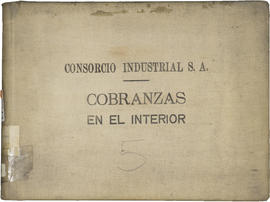 CONSORCIO INDUSTRIAL S. A.
COBRANZAS
EN EL INTERIOR
5